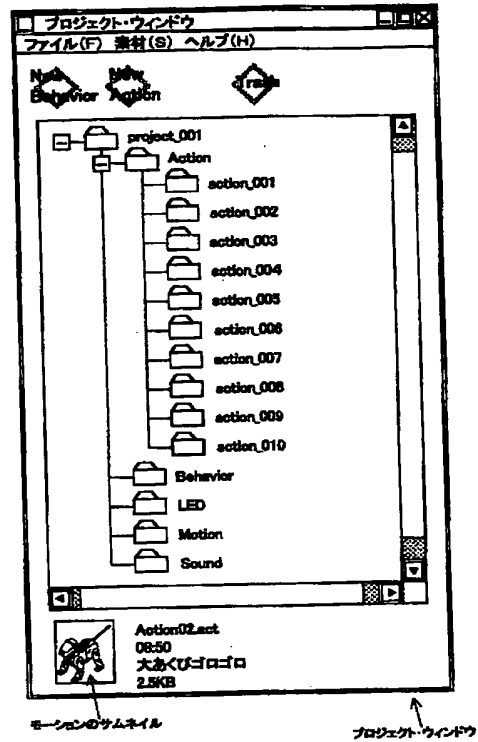 プロジェクト・ウィンドウ
ファイル(F) 素材(S) ヘルプ(H)
New Behavior
New Action
Trash
project_001
Action
action_001
action_002
action_003
action_004
action_005
action_006
action_007
action_008
action_009
action_010
Behavior
LED
Motion
Sound
Action02.act
08:50
大あくびゴロゴロ
2.5KB
モーションのサムネイル
プロジェクト・ウィンドウ